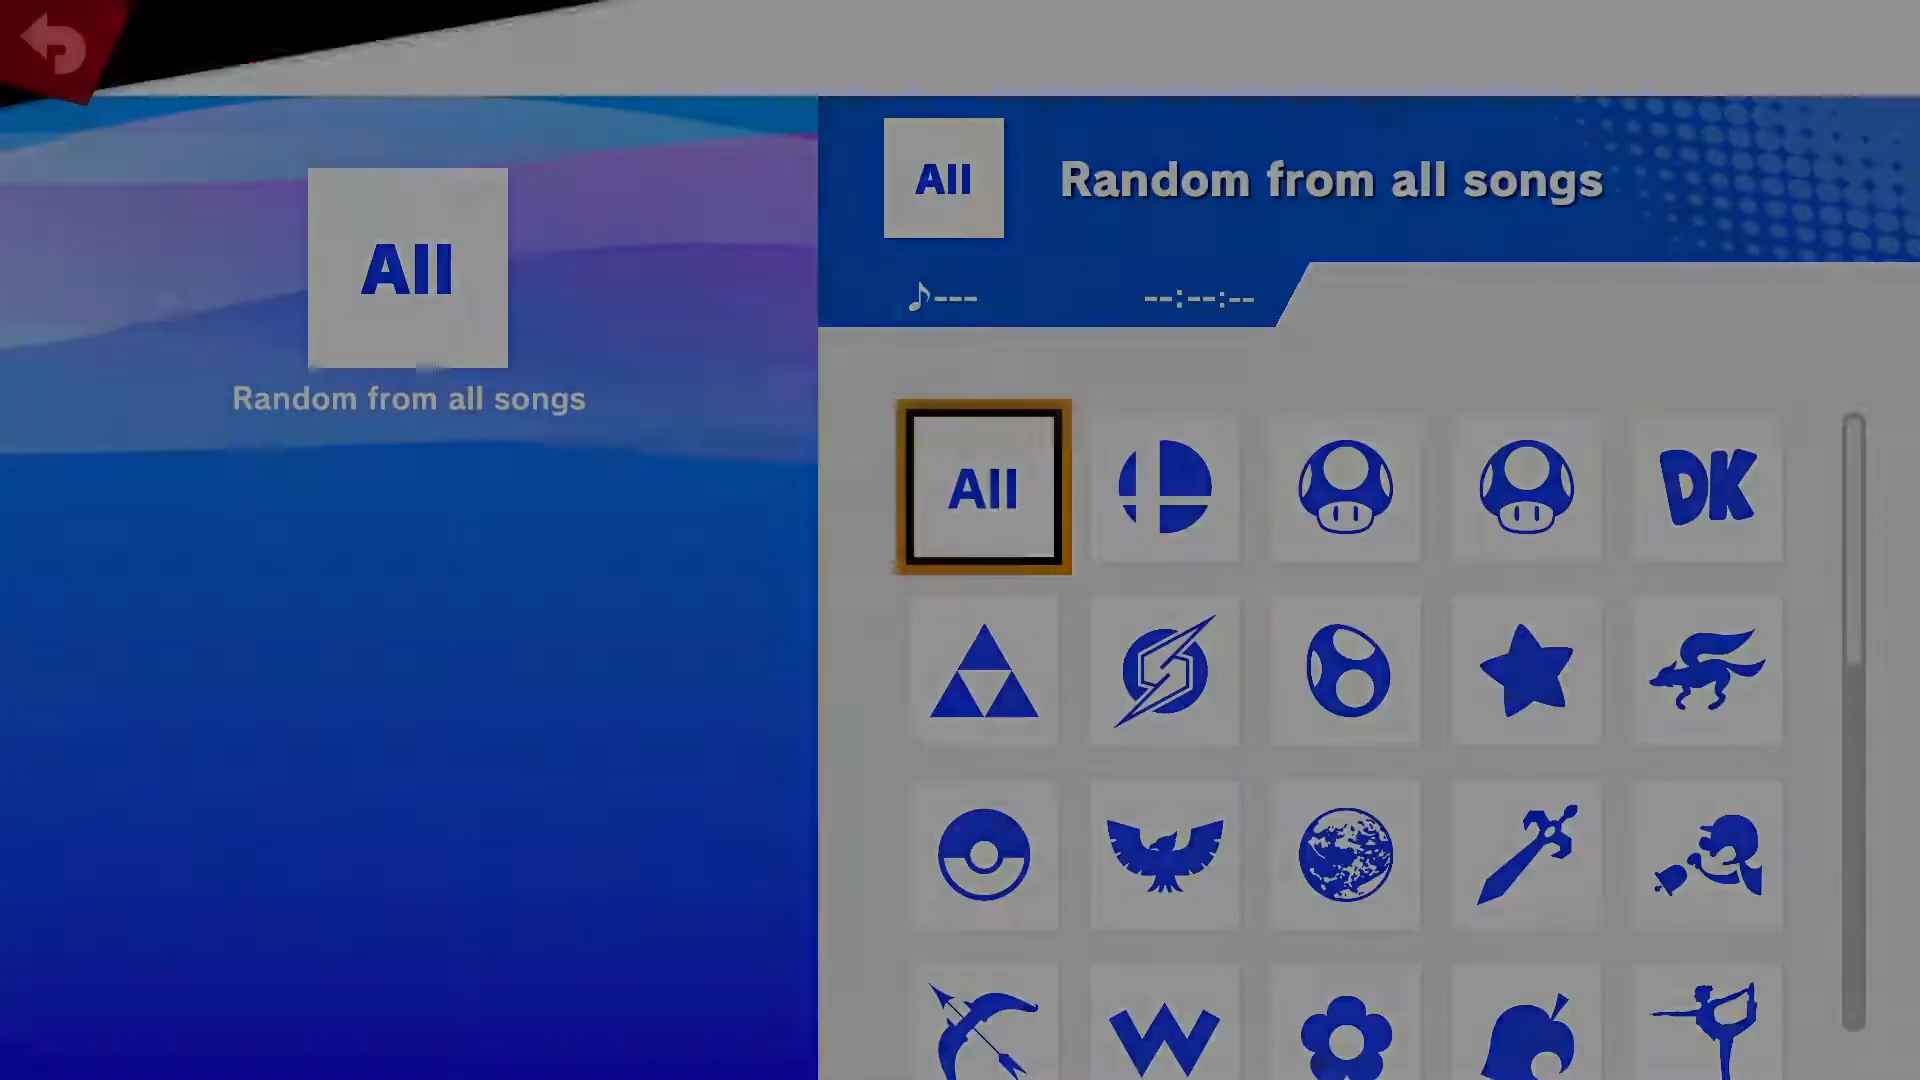 All
Random from all songs
♪---
--:--:--
All
Random from all songs
All
DK